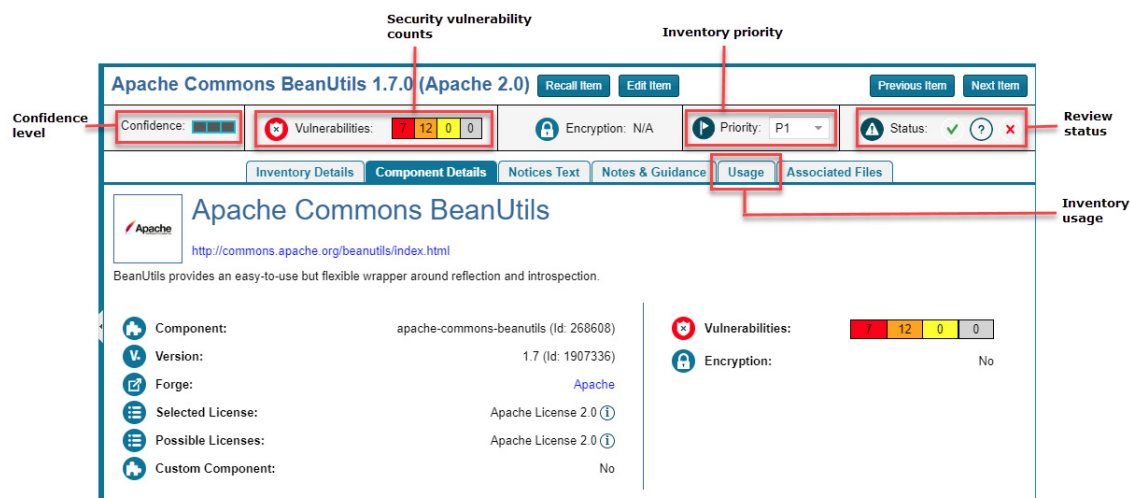 Security vulnerability
counts
Inventory priority
Apache Commons BeanUtils 1.7.0 (Apache 2.0) Recall Item Edit Item Previous Item Next Item
Confidence
level
Confidence: Vulnerabilities: 7 12 0 0 Encryption: N/A Priority: P1 Status: ?
Review
status
Inventory Details Component Details Notices Text Notes & Guidance Usage Associated Files
Inventory
usage
Apache
Apache Commons BeanUtils
http://commons.apache.org/beanutils/index.html
BeanUtils provides an easy-to-use but flexible wrapper around reflection and introspection.
Component: apache-commons-beanutils (Id: 268608) Vulnerabilities: 7 12 0 0
V. Version: 1.7 (Id: 1907336) Encryption: No
Forge: Apache
Selected License: Apache License 2.0 i
Possible Licenses: Apache License 2.0 i
Custom Component: No